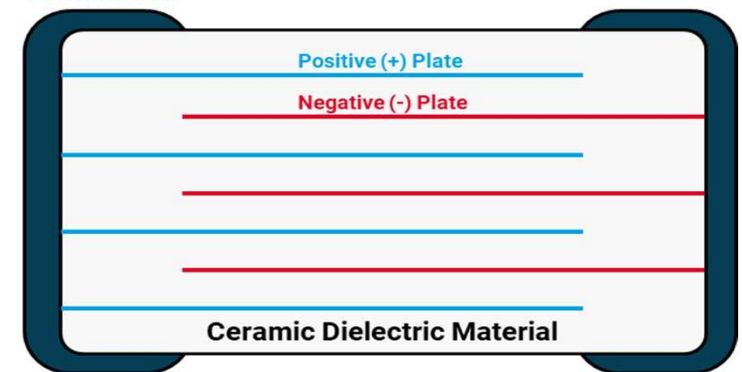 Positive (+) Plate
Negative (-) Plate
Ceramic Dielectric Material